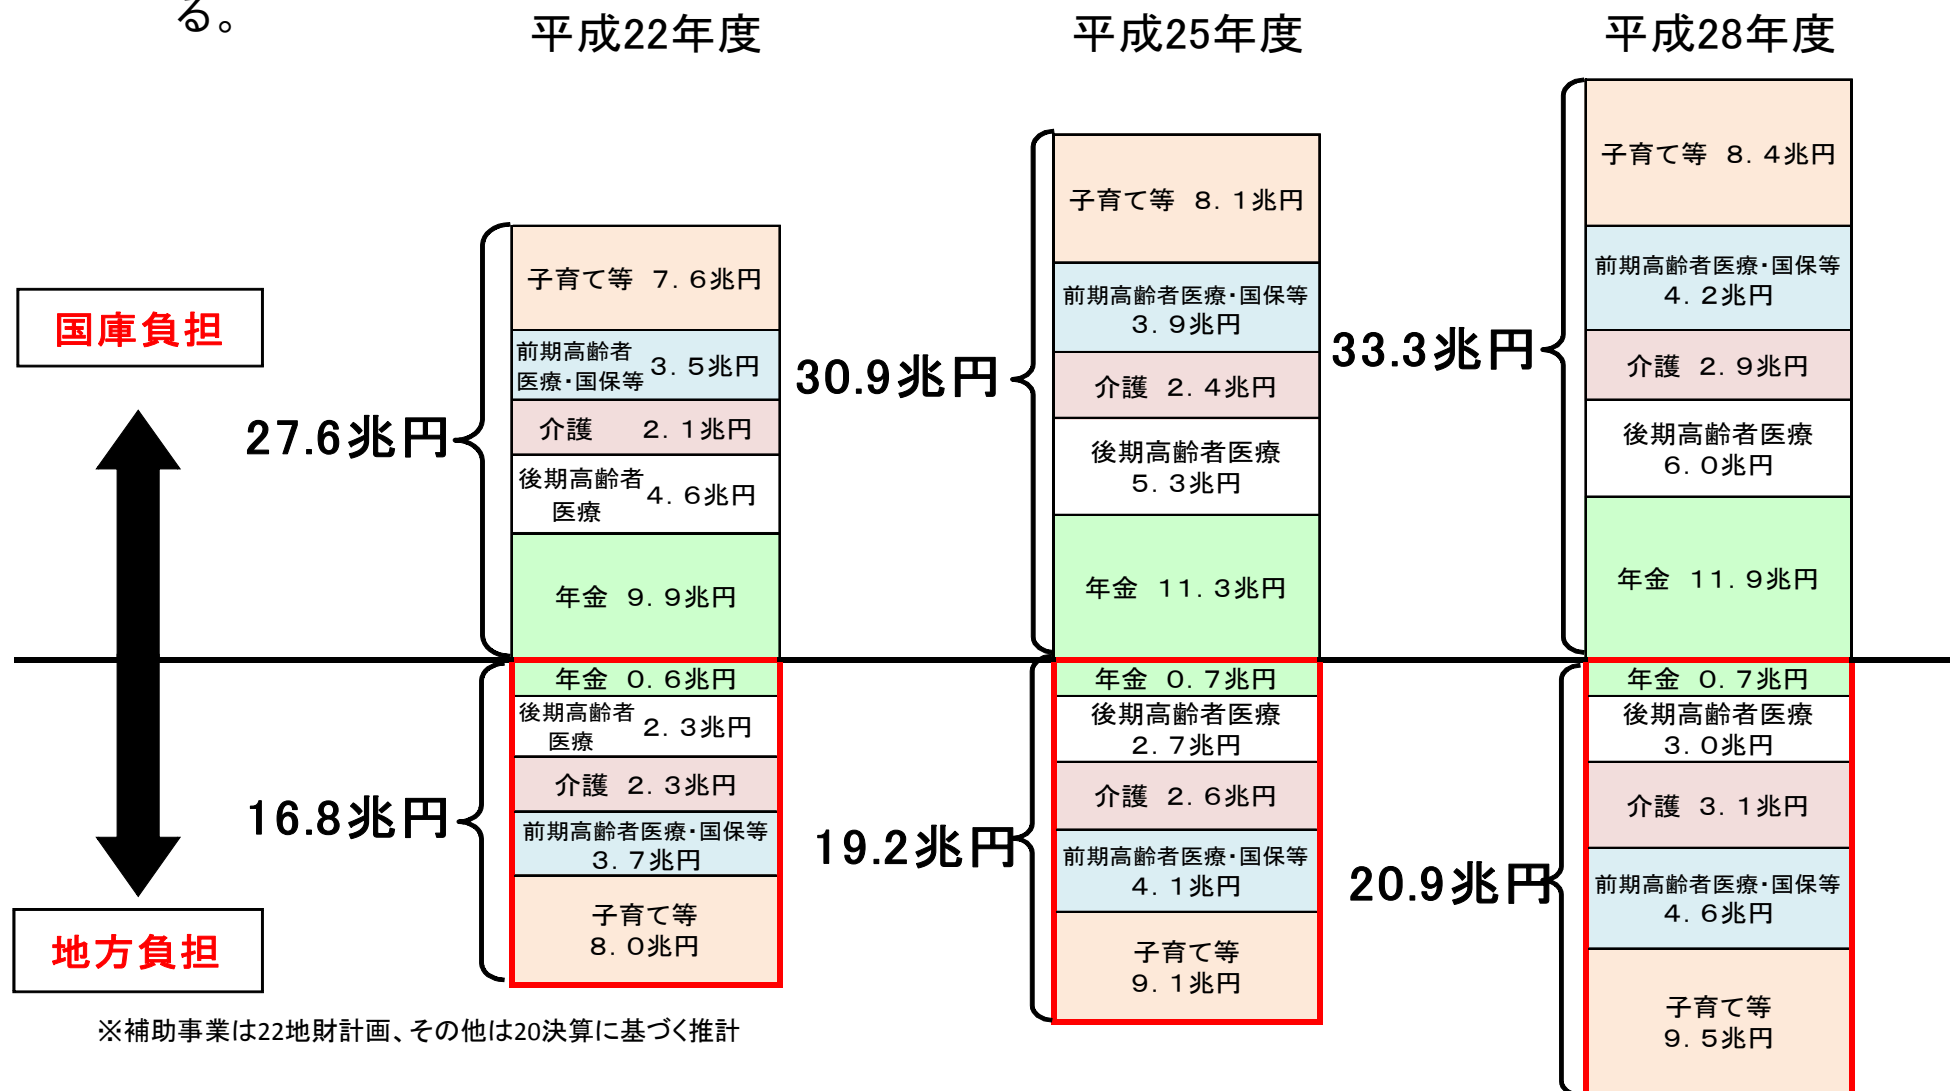 る。
平成22年度
平成25年度
平成28年度
国庫負担
地方負担
27.6兆円
子育て等 7.6兆円
前期高齢者
医療・国保等 3.5兆円
介護 2.1兆円
後期高齢者
医療 4.6兆円
年金 9.9兆円
16.8兆円
年金 0.6兆円
後期高齢者
医療 2.3兆円
介護 2.3兆円
前期高齢者医療・国保等
3.7兆円
子育て等
8.0兆円
30.9兆円
子育て等 8.1兆円
前期高齢者医療・国保等
3.9兆円
介護 2.4兆円
後期高齢者医療
5.3兆円
年金 11.3兆円
19.2兆円
年金 0.7兆円
後期高齢者医療
2.7兆円
介護 2.6兆円
前期高齢者医療・国保等
4.1兆円
子育て等
9.1兆円
33.3兆円
子育て等 8.4兆円
前期高齢者医療・国保等
4.2兆円
介護 2.9兆円
後期高齢者医療
6.0兆円
年金 11.9兆円
20.9兆円
年金 0.7兆円
後期高齢者医療
3.0兆円
介護 3.1兆円
前期高齢者医療・国保等
4.6兆円
子育て等
9.5兆円
※補助事業は22地財計画、その他は20決算に基づく推計